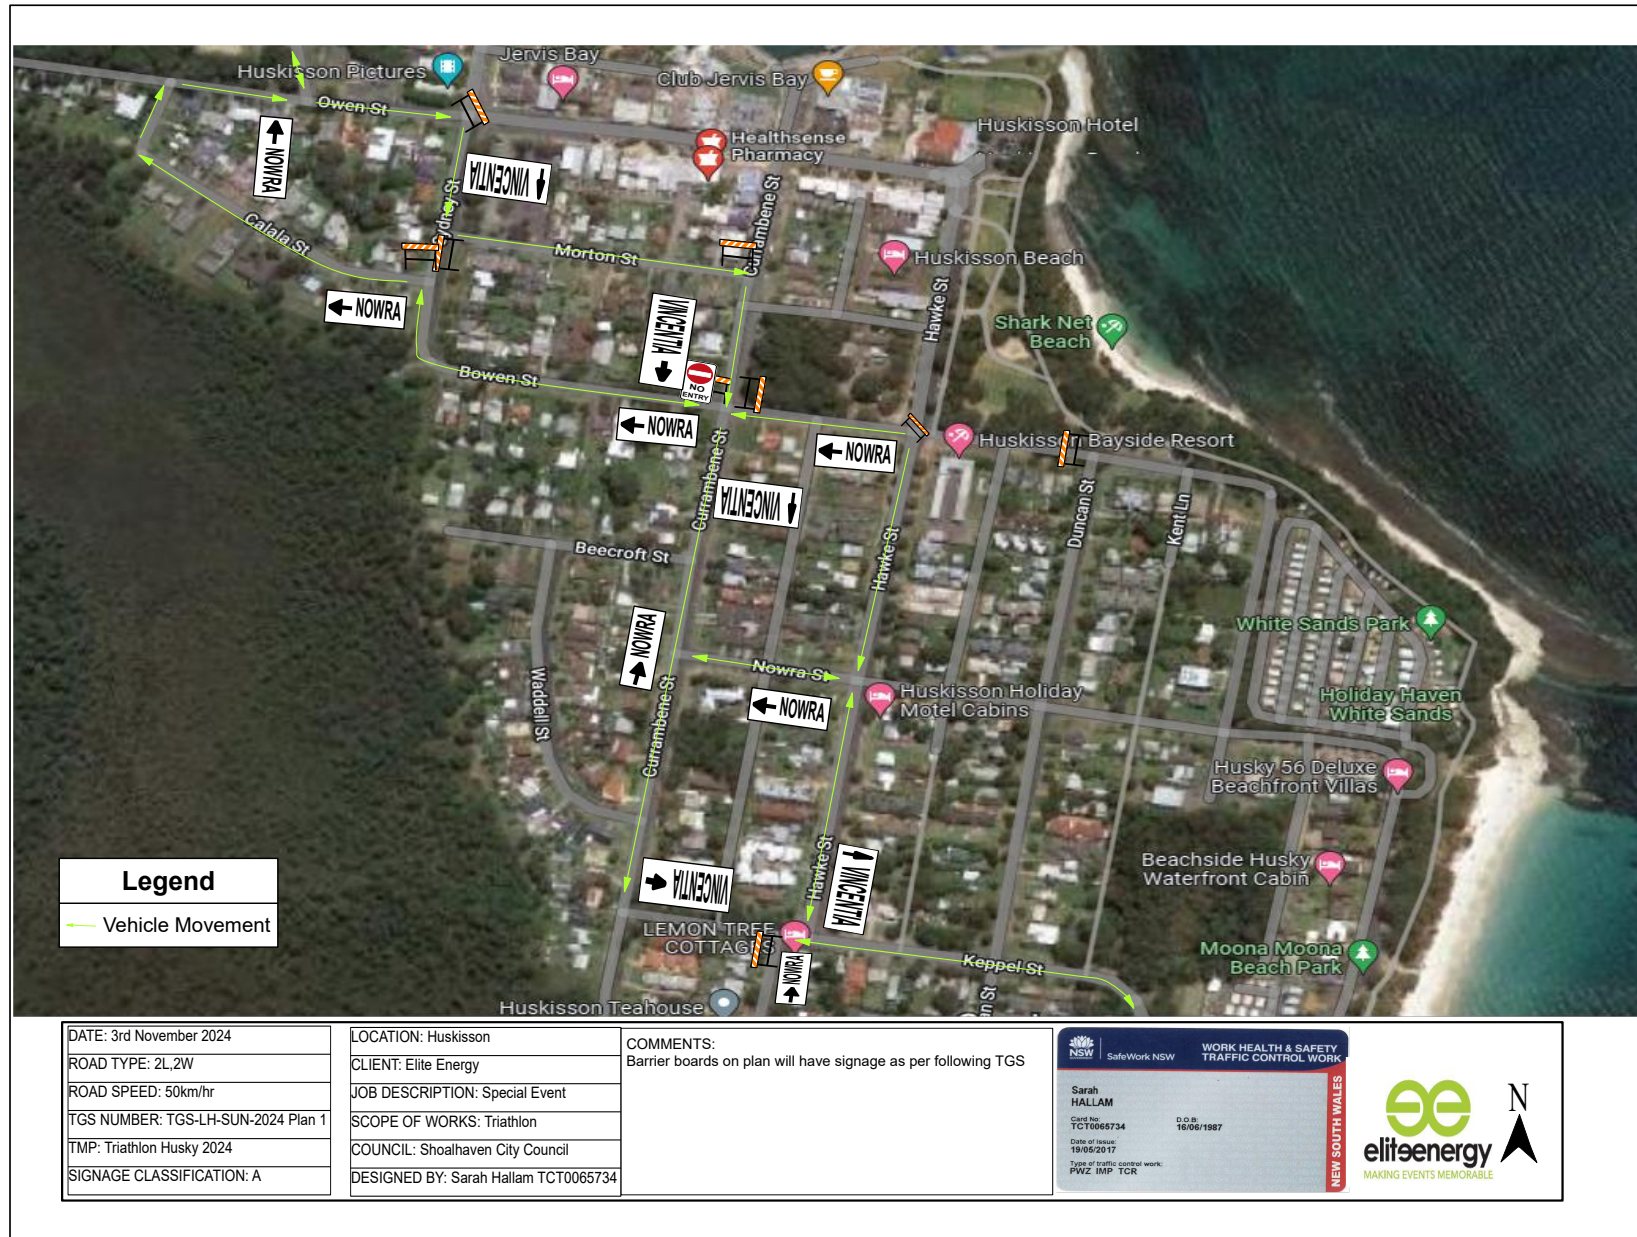 Jervis Bay
Huskisson Pictures
Club Jervis Bay
Owen St
Huskisson Hotel
Healthsense
Pharmacy
NOWRA
VINCENTIA
Sydney St
Currambene St
Calala St
Morton St
Huskisson Beach
NOWRA
VINCENTIA
Hawke St
Shark Net
Beach
Bowen St
NO
ENTRY
NOWRA
NOWRA
Huskisson Bayside Resort
Currambene St
VINCENTIA
Duncan St
Kent Ln
Beecroft St
Hawke St
White Sands Park
NOWRA
Nowra St
Waddell St
Currambene St
NOWRA
Huskisson Holiday
Motel Cabins
Holiday Haven
White Sands
Husky 56 Deluxe
Beachfront Villas
Hawke St
VINCENTIA
VINCENTIA
Beachside Husky
Waterfront Cabin
Legend
Vehicle Movement
LEMON TREE
COTTAGES
NOWRA
Keppel St
Moona Moona
Beach Park
Huskisson Teahouse
an St
DATE: 3rd November 2024
ROAD TYPE: 2L,2W
ROAD SPEED: 50km/hr
TGS NUMBER: TGS-LH-SUN-2024 Plan 1
TMP: Triathlon Husky 2024
SIGNAGE CLASSIFICATION: A
LOCATION: Huskisson
CLIENT: Elite Energy
JOB DESCRIPTION: Special Event
SCOPE OF WORKS: Triathlon
COUNCIL: Shoalhaven City Council
DESIGNED BY: Sarah Hallam TCT0065734
COMMENTS:
Barrier boards on plan will have signage as per following TGS
NSW
SafeWork NSW
WORK HEALTH & SAFETY
TRAFFIC CONTROL WORK
Sarah
HALLAM
Card No:
TCT0065734
D.O.B:
16/06/1987
Date of Issue:
19/05/2017
Type of traffic control work:
PWZ IMP TCR
NEW SOUTH WALES
eliteenergy
MAKING EVENTS MEMORABLE
N